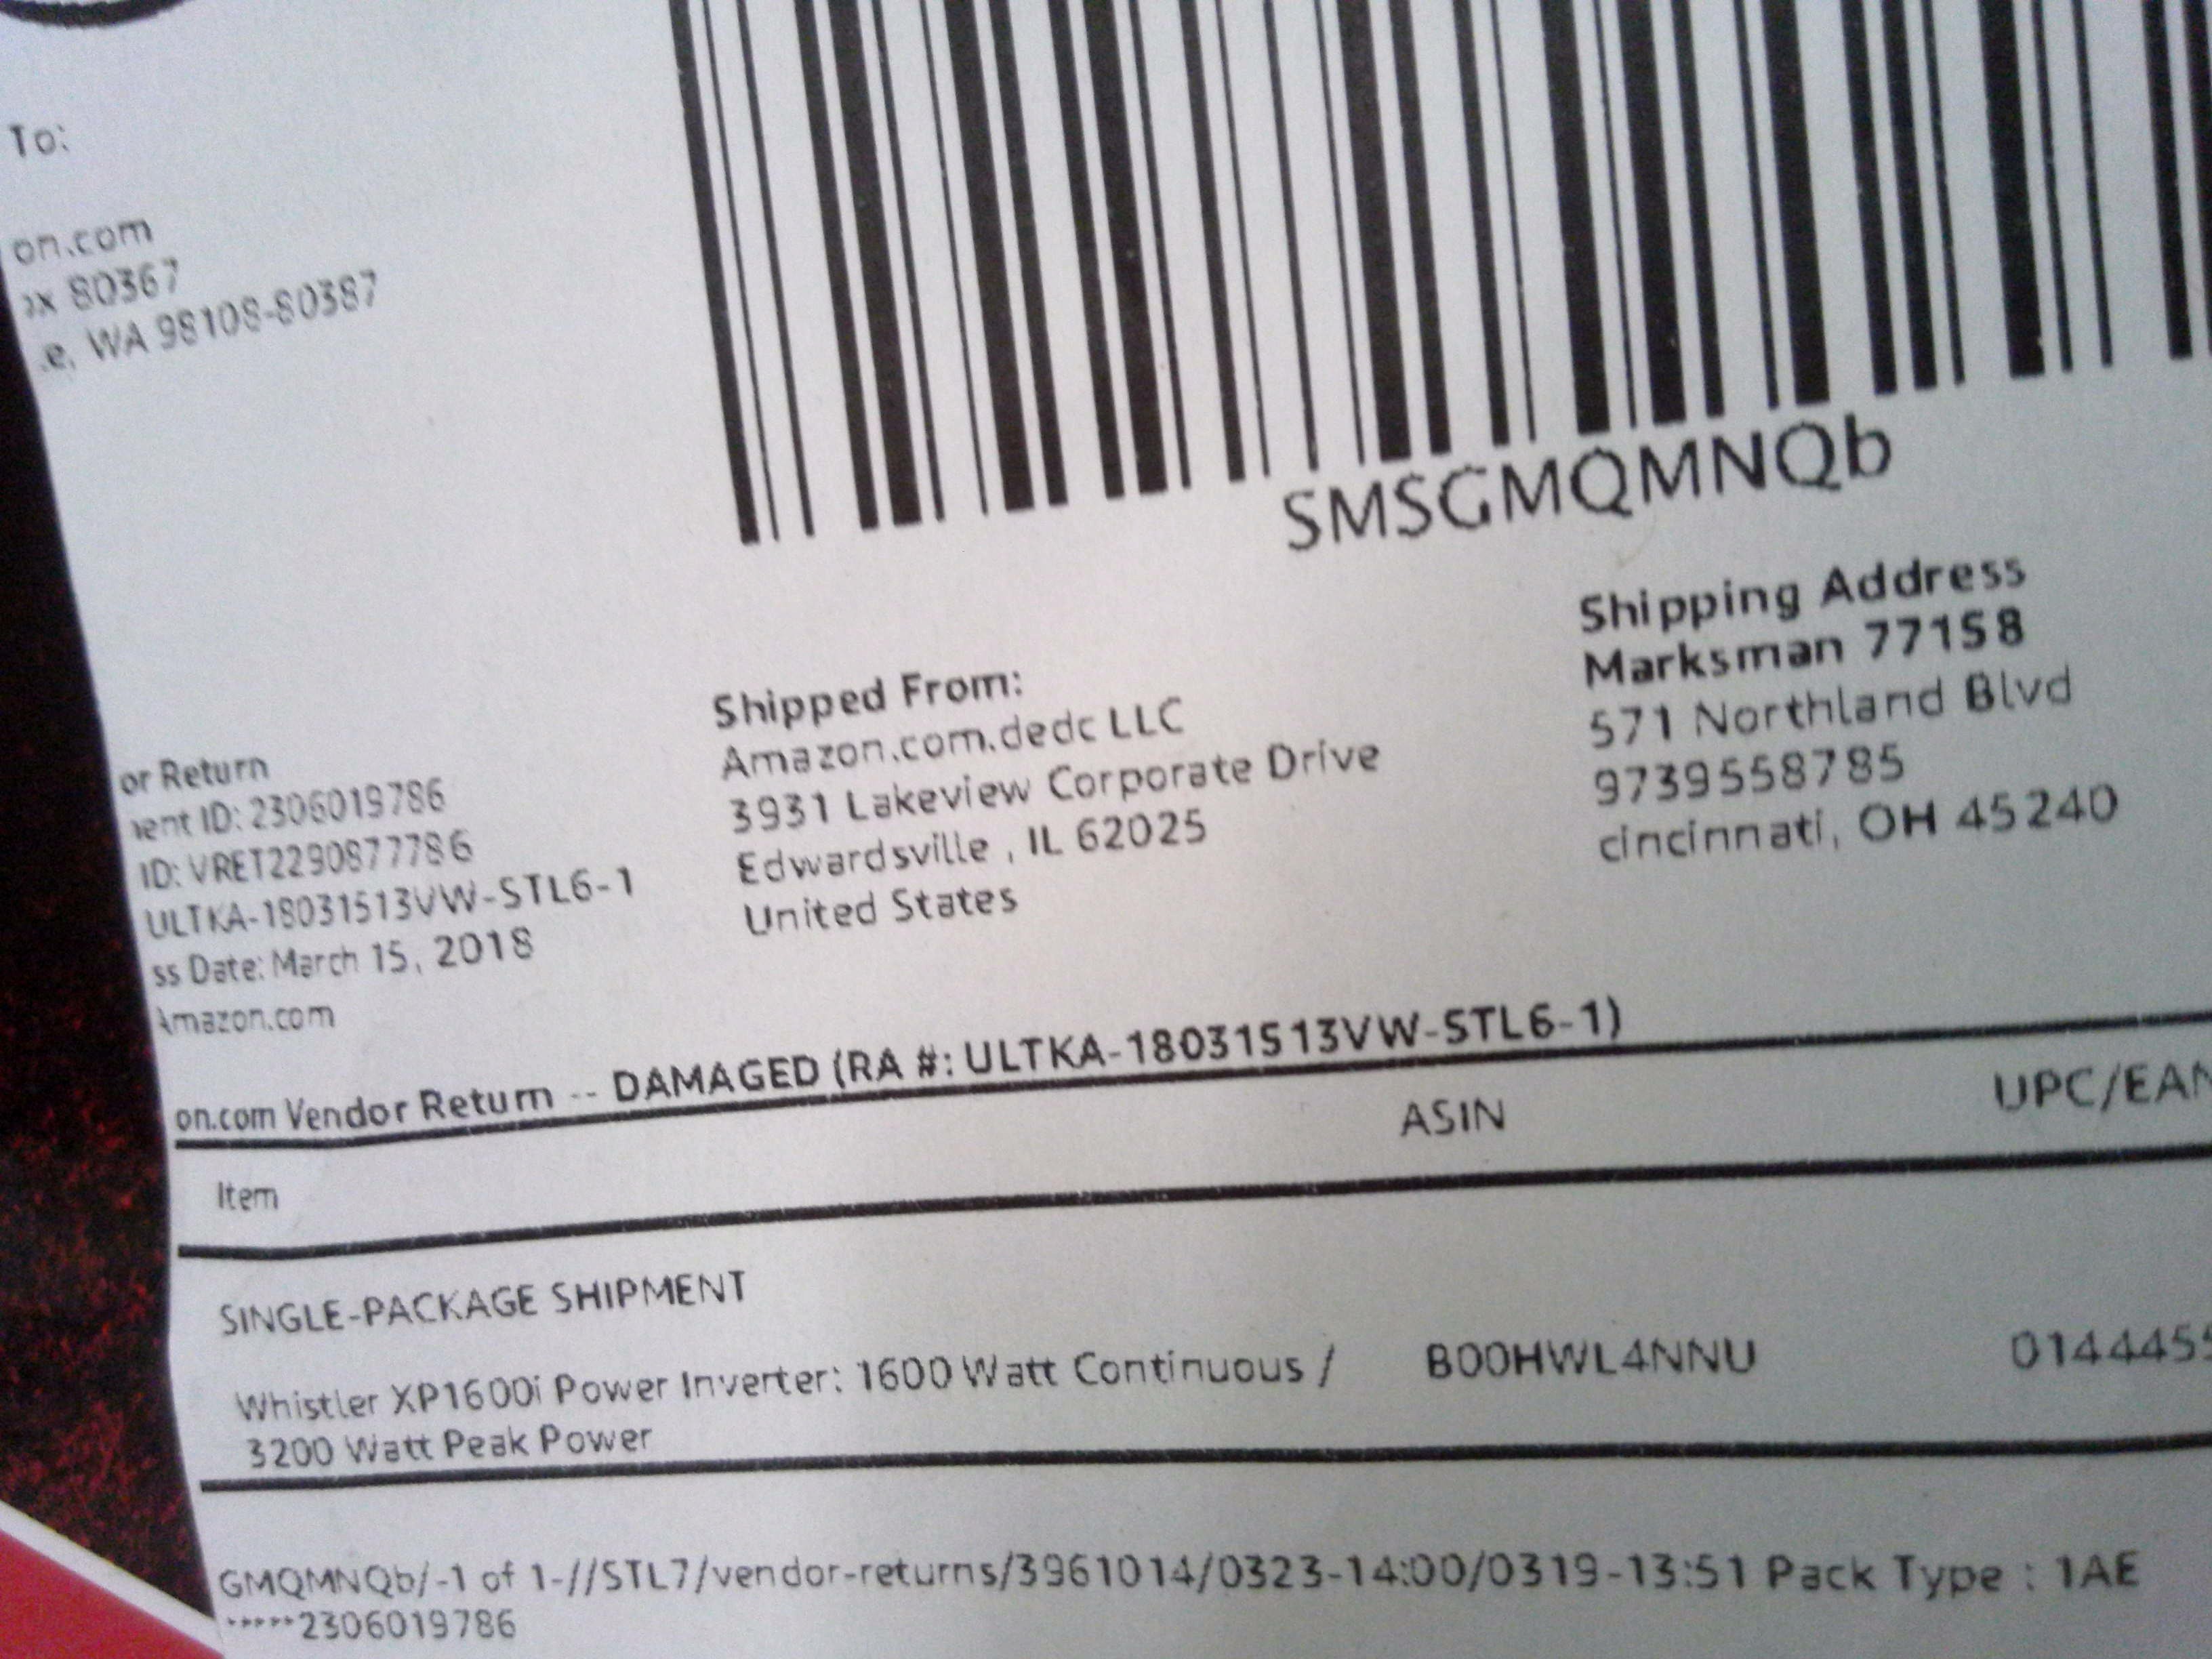 To:
on.com
ox 80367
.e, WA 98108-80387
SMSGMQMNQb
Shipping Address
Marksman 77158
571 Northland Blvd
9739558785
cincinnati, OH 45240
Shipped From:
Amazon.com.dedc LLC
3931 Lakeview Corporate Drive
Edwardsville , IL 62025
United States
or Return
ent ID: 2306019786
ID: VRET2290877786
ULTKA-18031513VW-STL6-1
ss Date: March 15, 2018
Amazon.com
on.com Vendor Return -- DAMAGED (RA #: ULTKA-18031513VW-STL6-1)
Item ASIN UPC/EAN
SINGLE-PACKAGE SHIPMENT
Whistler XP1600i Power Inverter: 1600 Watt Continuous / B00HWL4NNU 0144455
3200 Watt Peak Power
GMQMNQb/-1 of 1-//STL7/vendor-returns/3961014/0323-14:00/0319-13:51 Pack Type : 1AE
*****2306019786